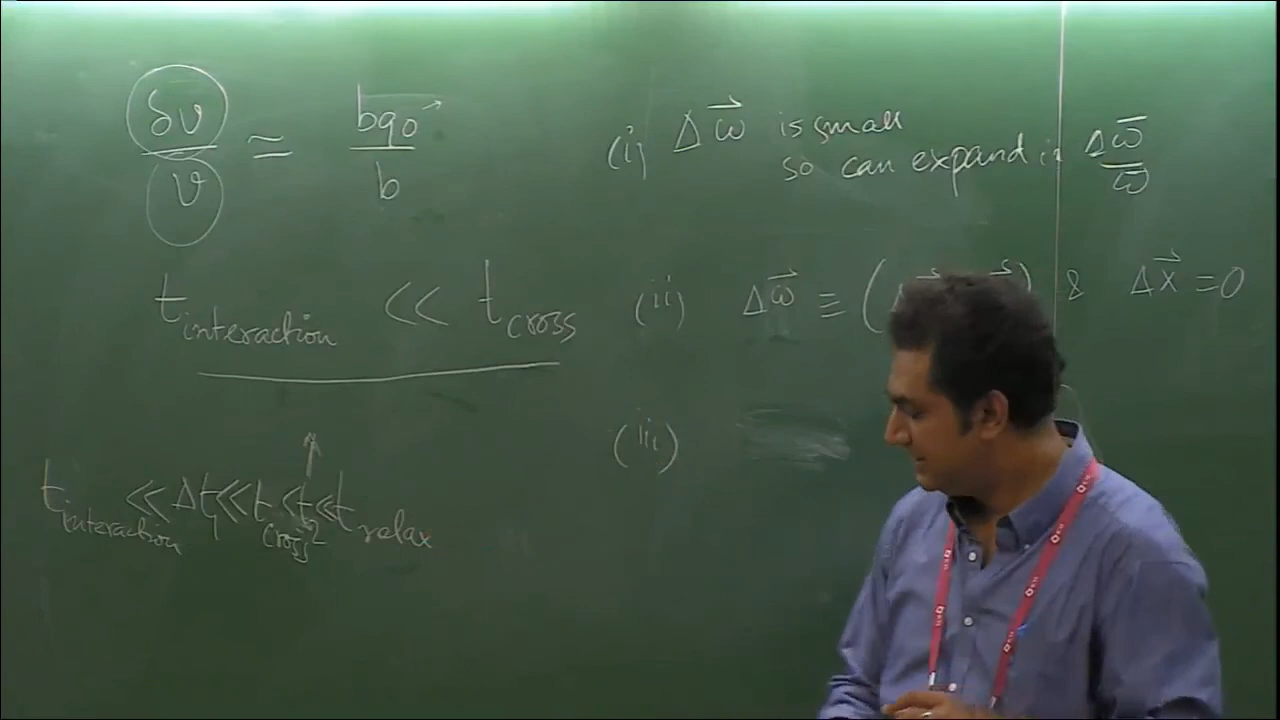 δv/v ≃ b90/b
t interaction << t cross
t interaction << Δt1 << t cross < t2 << t relax
(i) Δw⃗ is small
so can expand in Δw⃗/w⃗
(ii) Δw⃗ ≡ ( ) & Δx⃗ = 0
(iii)